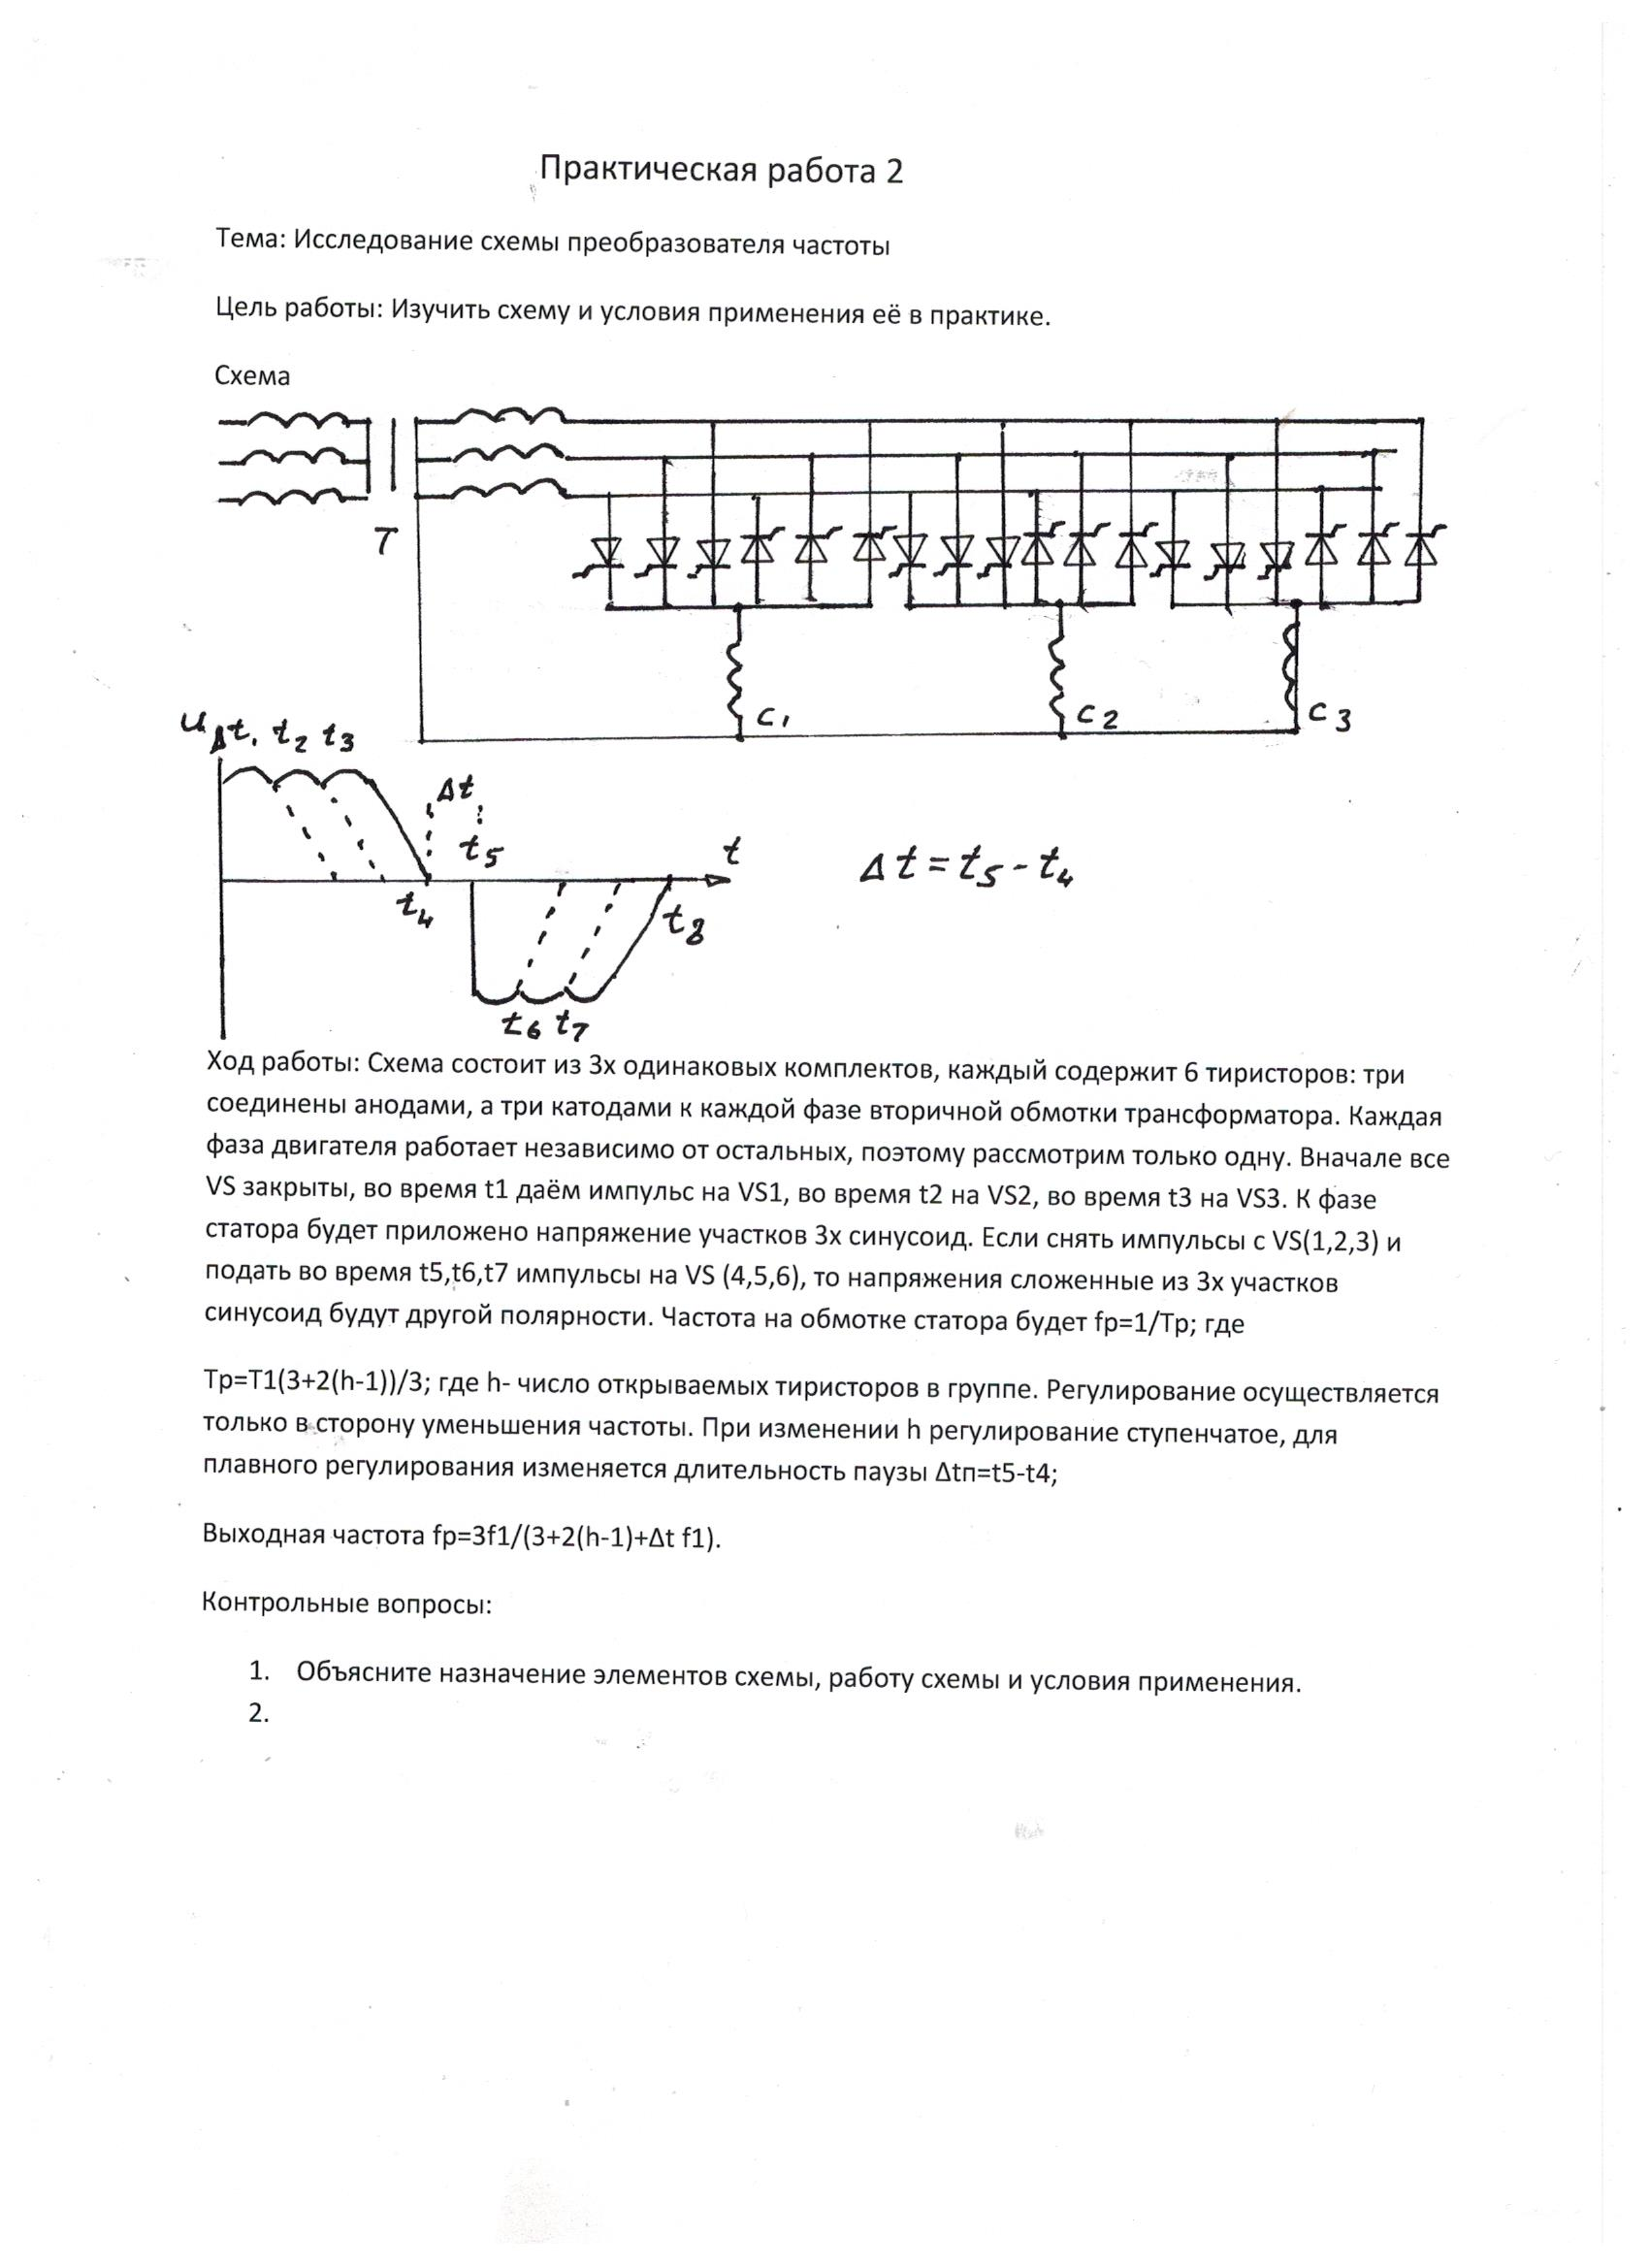 Практическая работа 2
Тема: Исследование схемы преобразователя частоты
Цель работы: Изучить схему и условия применения её в практике.
Схема
T
C1
C2
C3
u
Δt1 t2 t3
Δt
t5
t
t4
t8
t6 t7
Δt=t5-t4
Ход работы: Схема состоит из 3х одинаковых комплектов, каждый содержит 6 тиристоров: три
соединены анодами, а три катодами к каждой фазе вторичной обмотки трансформатора. Каждая
фаза двигателя работает независимо от остальных, поэтому рассмотрим только одну. Вначале все
VS закрыты, во время t1 даём импульс на VS1, во время t2 на VS2, во время t3 на VS3. К фазе
статора будет приложено напряжение участков 3х синусоид. Если снять импульсы с VS(1,2,3) и
подать во время t5,t6,t7 импульсы на VS (4,5,6), то напряжения сложенные из 3х участков
синусоид будут другой полярности. Частота на обмотке статора будет fp=1/Tp; где
Tp=T1(3+2(h-1))/3; где h- число открываемых тиристоров в группе. Регулирование осуществляется
только в сторону уменьшения частоты. При изменении h регулирование ступенчатое, для
плавного регулирования изменяется длительность паузы Δtп=t5-t4;
Выходная частота fp=3f1/(3+2(h-1)+Δt f1).
Контрольные вопросы:
1. Объясните назначение элементов схемы, работу схемы и условия применения.
2.